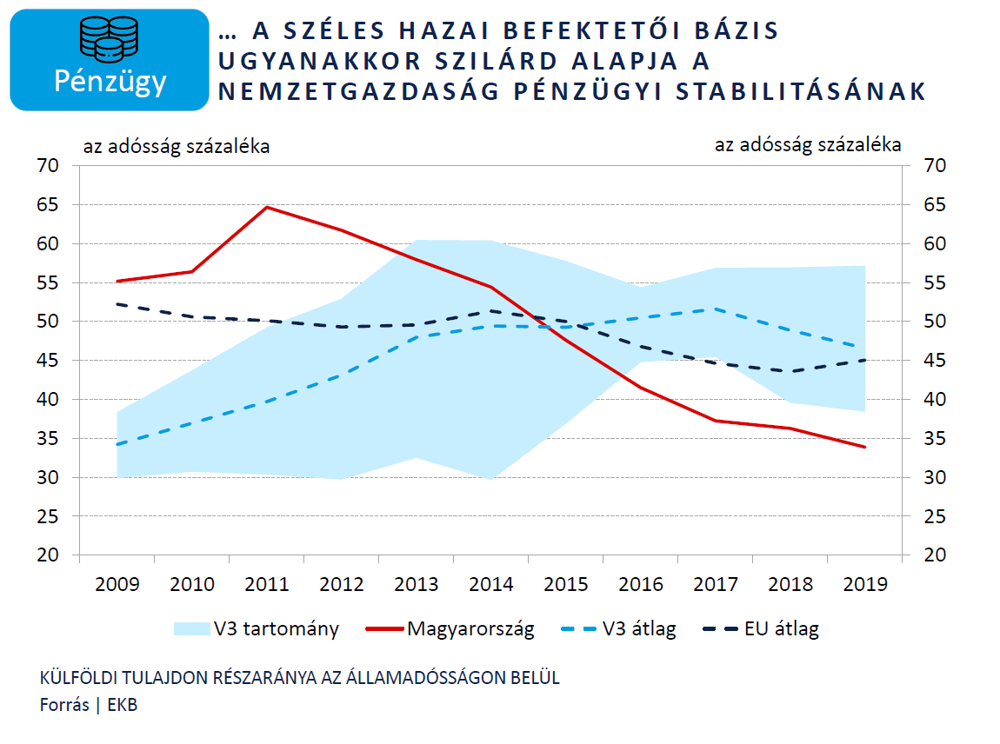 Pénzügy
… A SZÉLES HAZAI BEFEKTETŐI BÁZIS
UGYANAKKOR SZILÁRD ALAPJA A
NEMZETGAZDASÁG PÉNZÜGYI STABILITÁSÁNAK
az adósság százaléka
az adósság százaléka
70 70
65 65
60 60
55 55
50 50
45 45
40 40
35 35
30 30
25 25
20 20
2009 2010 2011 2012 2013 2014 2015 2016 2017 2018 2019
V3 tartomány Magyarország V3 átlag EU átlag
KÜLFÖLDI TULAJDON RÉSZARÁNYA AZ ÁLLAMADÓSSÁGON BELÜL
Forrás | EKB